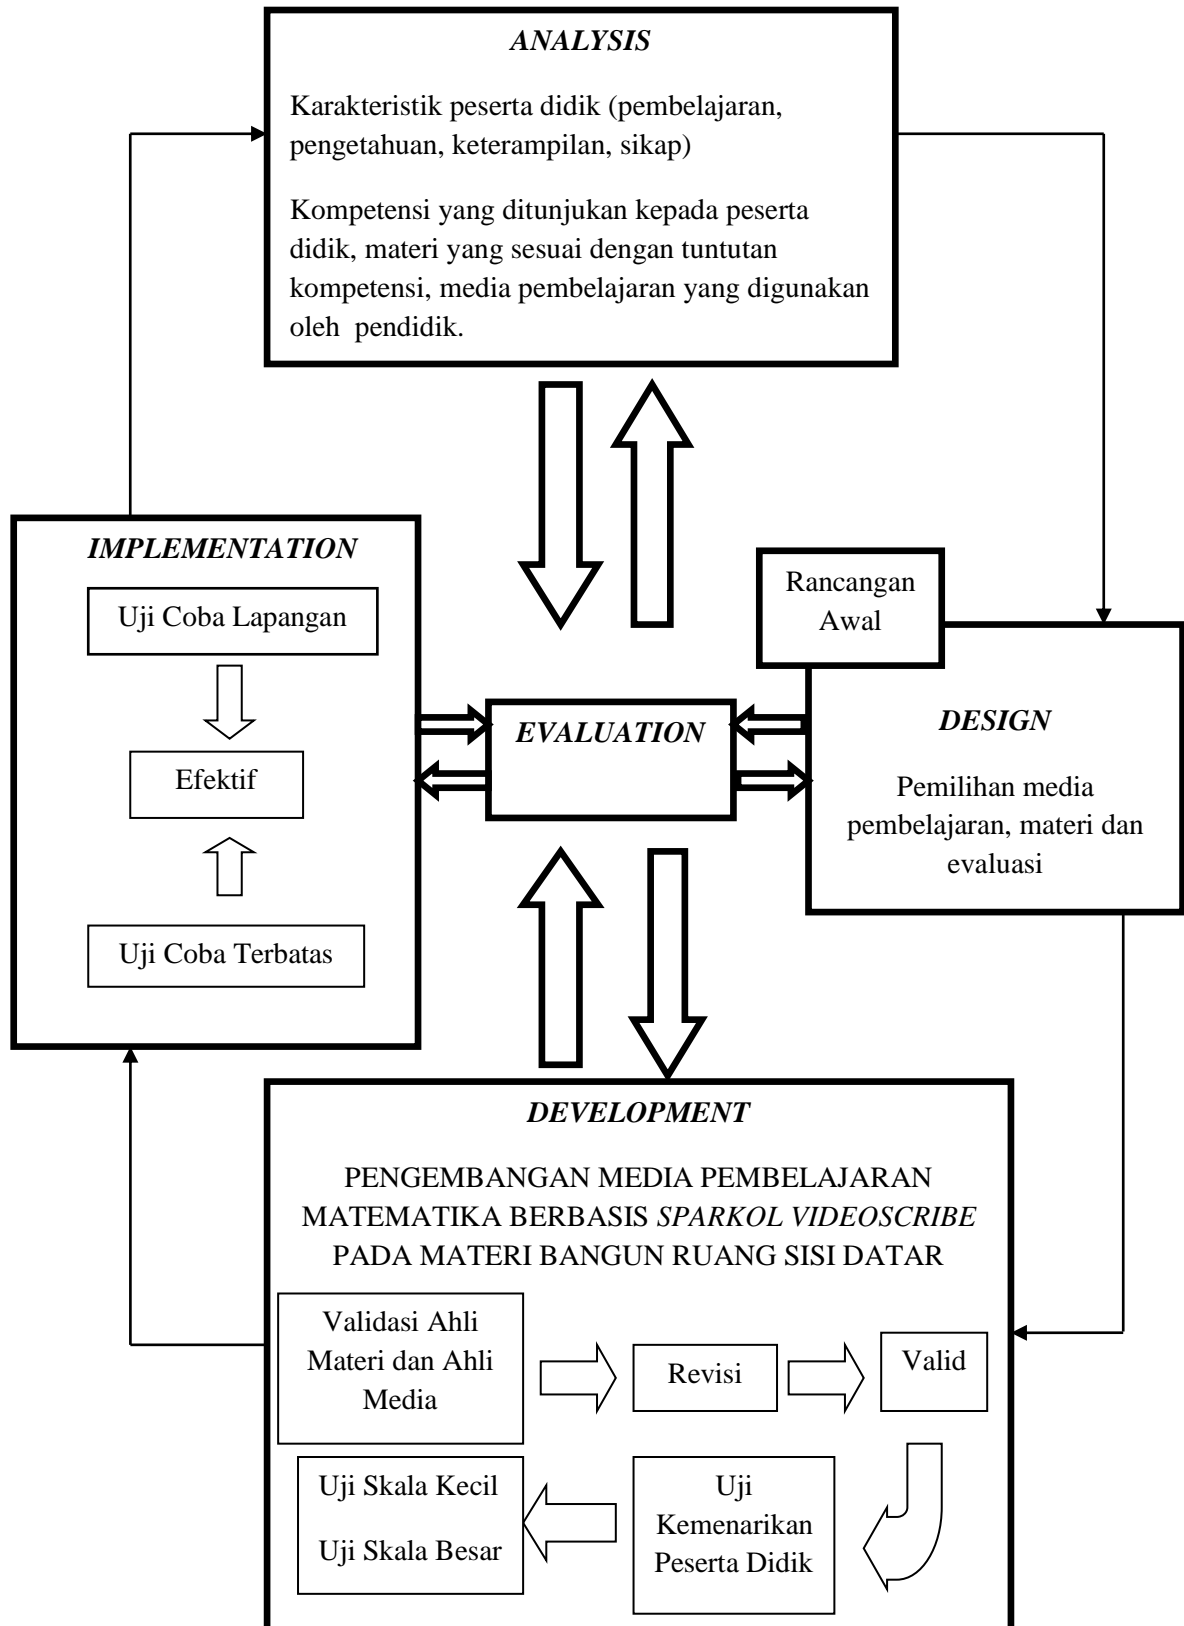 ANALYSIS
Karakteristik peserta didik (pembelajaran,
pengetahuan, keterampilan, sikap)
Kompetensi yang ditunjukan kepada peserta
didik, materi yang sesuai dengan tuntutan
kompetensi, media pembelajaran yang digunakan
oleh pendidik.
IMPLEMENTATION
Uji Coba Lapangan
Efektif
Uji Coba Terbatas
EVALUATION
Rancangan
Awal
DESIGN
Pemilihan media
pembelajaran, materi dan
evaluasi
DEVELOPMENT
PENGEMBANGAN MEDIA PEMBELAJARAN
MATEMATIKA BERBASIS SPARKOL VIDEOSCRIBE
PADA MATERI BANGUN RUANG SISI DATAR
Validasi Ahli
Materi dan Ahli
Media
Revisi
Valid
Uji
Kemenarikan
Peserta Didik
Uji Skala Kecil
Uji Skala Besar